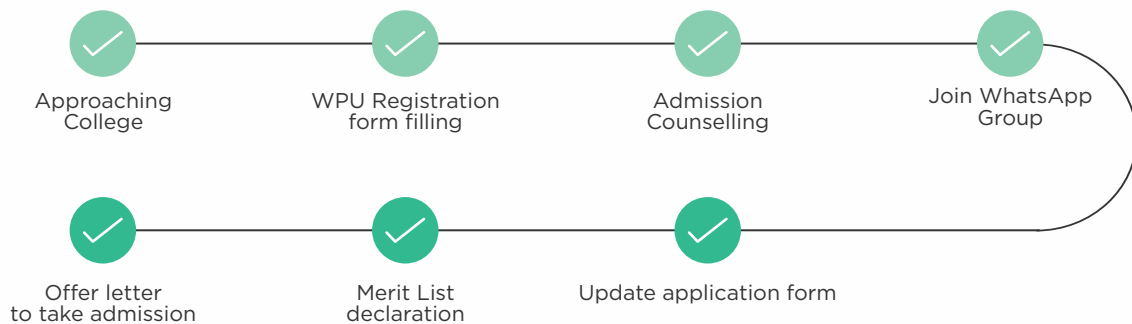 Approaching
College
WPU Registration
form filling
Admission
Counselling
Join WhatsApp
Group
Offer letter
to take admission
Merit List
declaration
Update application form